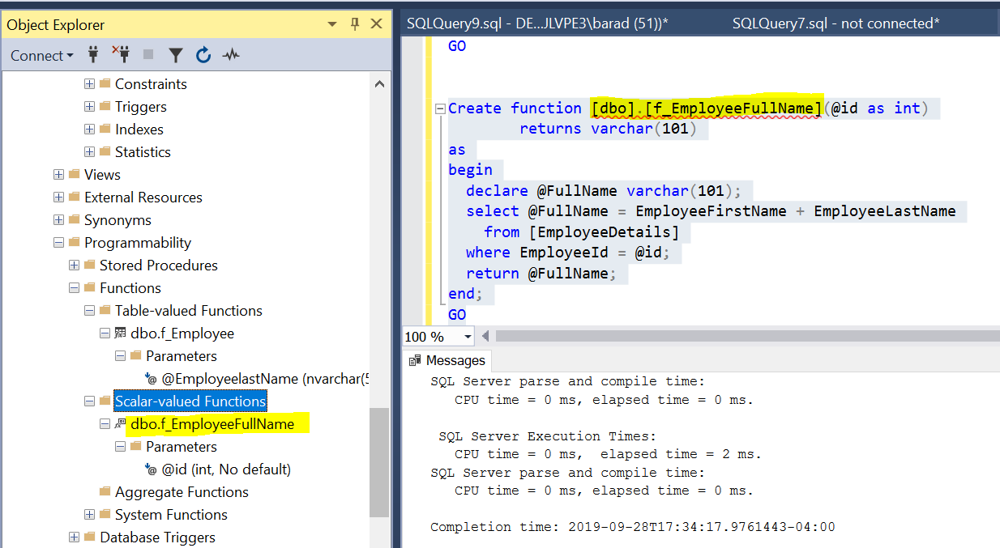 Object Explorer
Connect
Constraints
Triggers
Indexes
Statistics
Views
External Resources
Synonyms
Programmability
Stored Procedures
Functions
Table-valued Functions
dbo.f_Employee
Parameters
@EmployeelastName (nvarchar(5
Scalar-valued Functions
dbo.f_EmployeeFullName
Parameters
@id (int, No default)
Aggregate Functions
System Functions
Database Triggers
SQLQuery9.sql - DE...JLVPE3\barad (51))* SQLQuery7.sql - not connected*
GO
Create function [dbo].[f_EmployeeFullName](@id as int)
returns varchar(101)
as
begin
declare @FullName varchar(101);
select @FullName = EmployeeFirstName + EmployeeLastName
from [EmployeeDetails]
where EmployeeId = @id;
return @FullName;
end;
GO
100 %
Messages
SQL Server parse and compile time:
CPU time = 0 ms, elapsed time = 0 ms.
SQL Server Execution Times:
CPU time = 0 ms,  elapsed time = 2 ms.
SQL Server parse and compile time:
CPU time = 0 ms, elapsed time = 0 ms.
Completion time: 2019-09-28T17:34:17.9761443-04:00